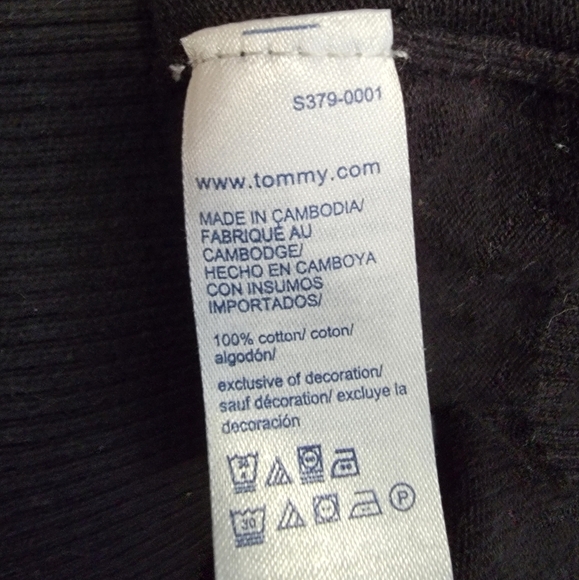 S379-0001
www.tommy.com
MADE IN CAMBODIA/
FABRIQUÉ AU
CAMBODGE/
HECHO EN CAMBOYA
CON INSUMOS
IMPORTADOS/
100% cotton/ coton/
algodón/
exclusive of decoration/
sauf décoration/ excluye la
decoración
30 P